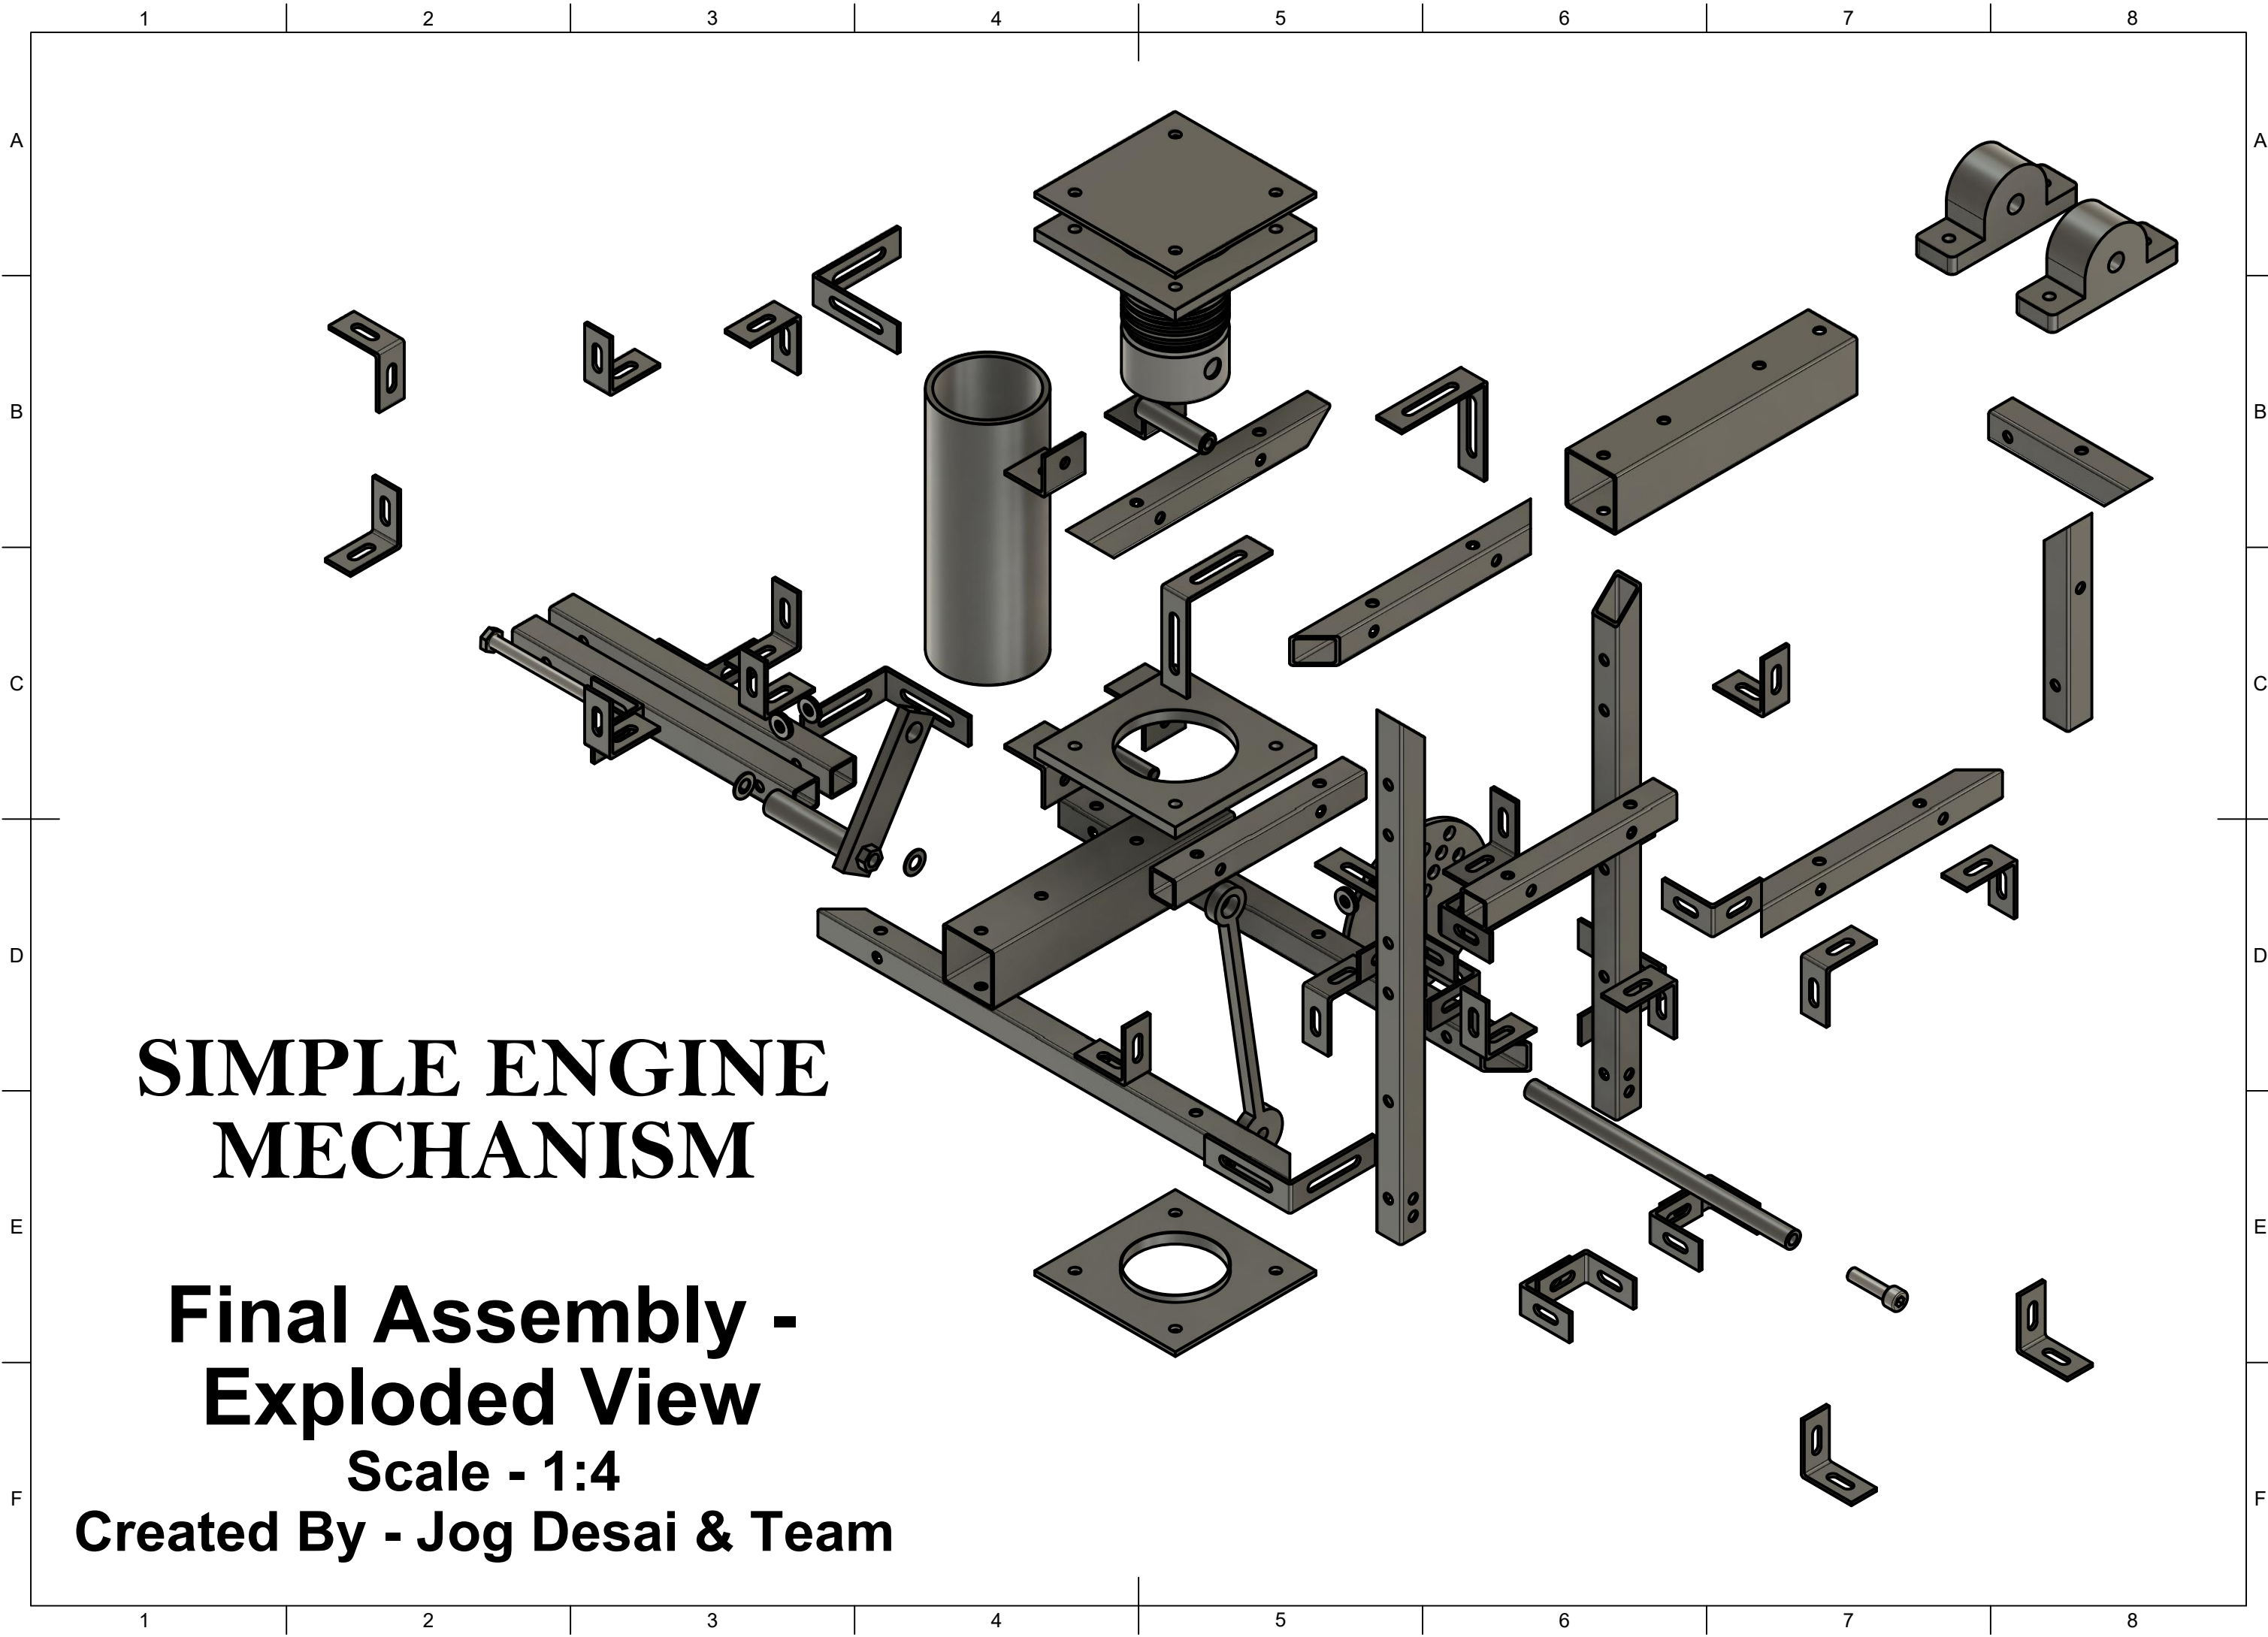 1 2 3 4 5 6 7 8
A A
B B
C C
D D
SIMPLE ENGINE
MECHANISM
E E
Final Assembly -
Exploded View
Scale - 1:4
F F
Created By - Jog Desai & Team
1 2 3 4 5 6 7 8